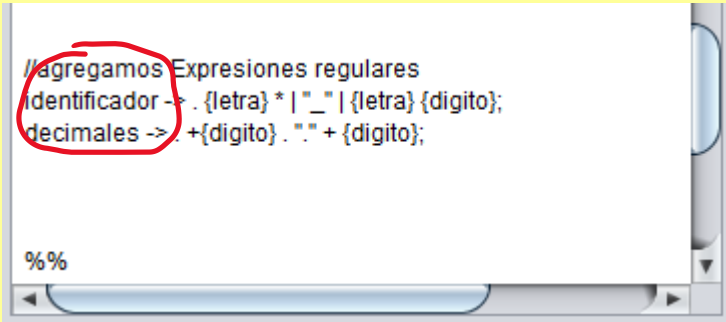 //agregamos Expresiones regulares
identificador -> . {letra} * | "_" | {letra} {digito};
decimales -> . +{digito} . "." + {digito};
%%